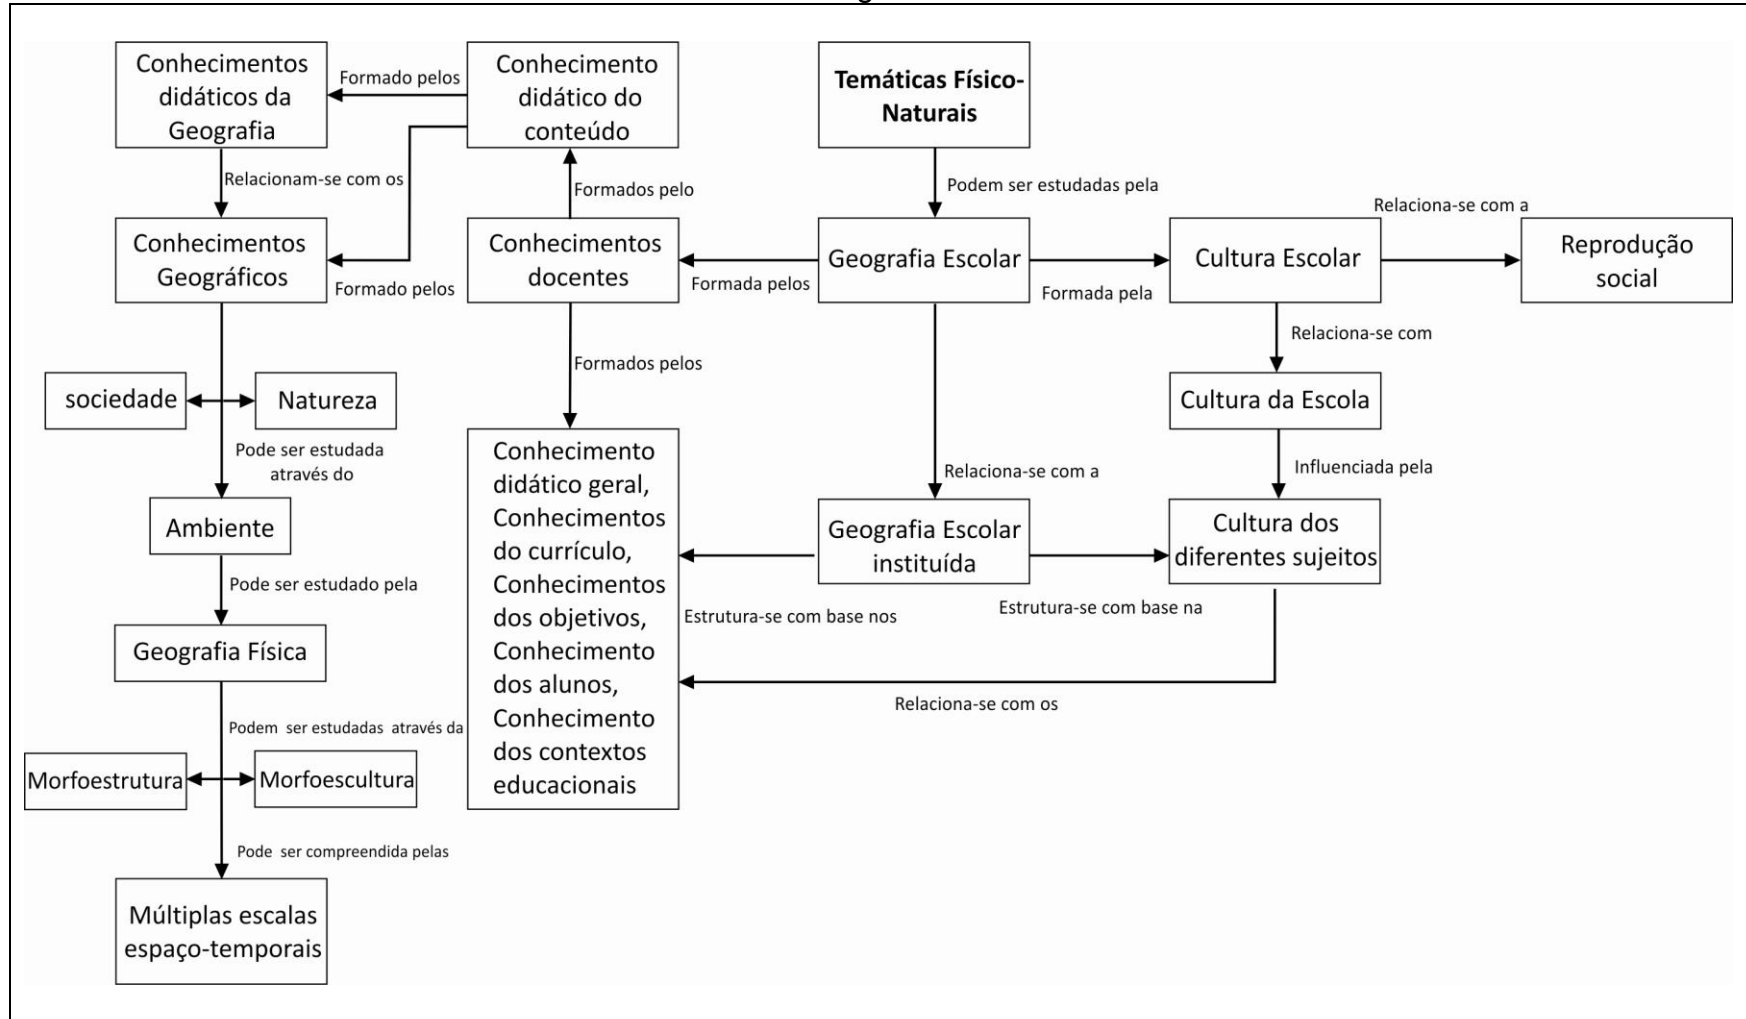 Conhecimentos
didáticos da
Geografia
Formado pelos
Conhecimento
didático do
conteúdo
Temáticas Físico-
Naturais
Relacionam-se com os
Formados pelo
Podem ser estudadas pela
Relaciona-se com a
Conhecimentos
Geográficos
Formado pelos
Conhecimentos
docentes
Formada pelos
Geografia Escolar
Formada pela
Cultura Escolar
Reprodução
social
Relaciona-se com
Formados pelos
sociedade
Natureza
Cultura da Escola
Pode ser estudada
através do
Influenciada pela
Relaciona-se com a
Ambiente
Conhecimento
didático geral,
Conhecimentos
do currículo,
Conhecimentos
dos objetivos,
Conhecimento
dos alunos,
Conhecimento
dos contextos
educacionais
Geografia Escolar
instituída
Cultura dos
diferentes sujeitos
Pode ser estudado pela
Estrutura-se com base nos
Estrutura-se com base na
Geografia Física
Relaciona-se com os
Podem ser estudadas através da
Morfoestrutura
Morfoescultura
Pode ser compreendida pelas
Múltiplas escalas
espaço-temporais